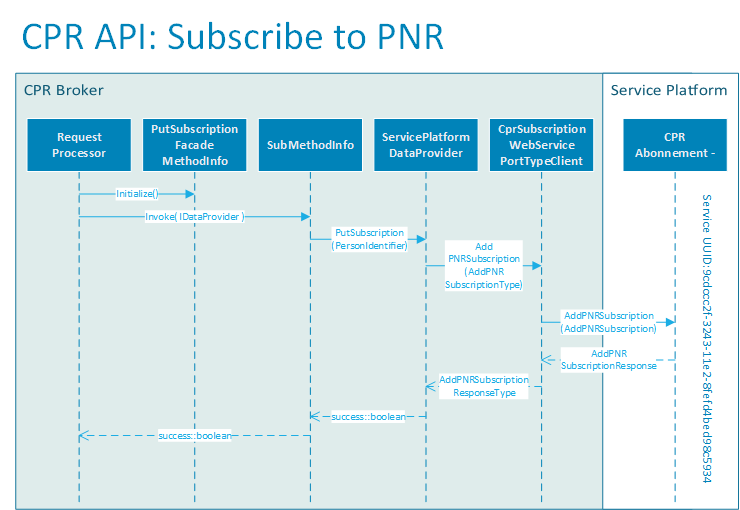 CPR API: Subscribe to PNR
CPR Broker
Service Platform
Request
Processor
PutSubscription
Facade
MethodInfo
SubMethodInfo
ServicePlatform
DataProvider
CprSubscription
WebService
PortTypeClient
CPR
Abonnement -
Initialize()
Invoke( IDataProvider )
PutSubscription
(PersonIdentifier)
Add
PNRSubscription
(AddPNR
SubscriptionType)
AddPNRSubscription
(AddPNRSubscription)
AddPNR
SubscriptionResponse
AddPNRSubscription
ResponseType
success::boolean
success::boolean
Service UUID:9cdccc2f-3243-11e2-8fefd4bed98c5934